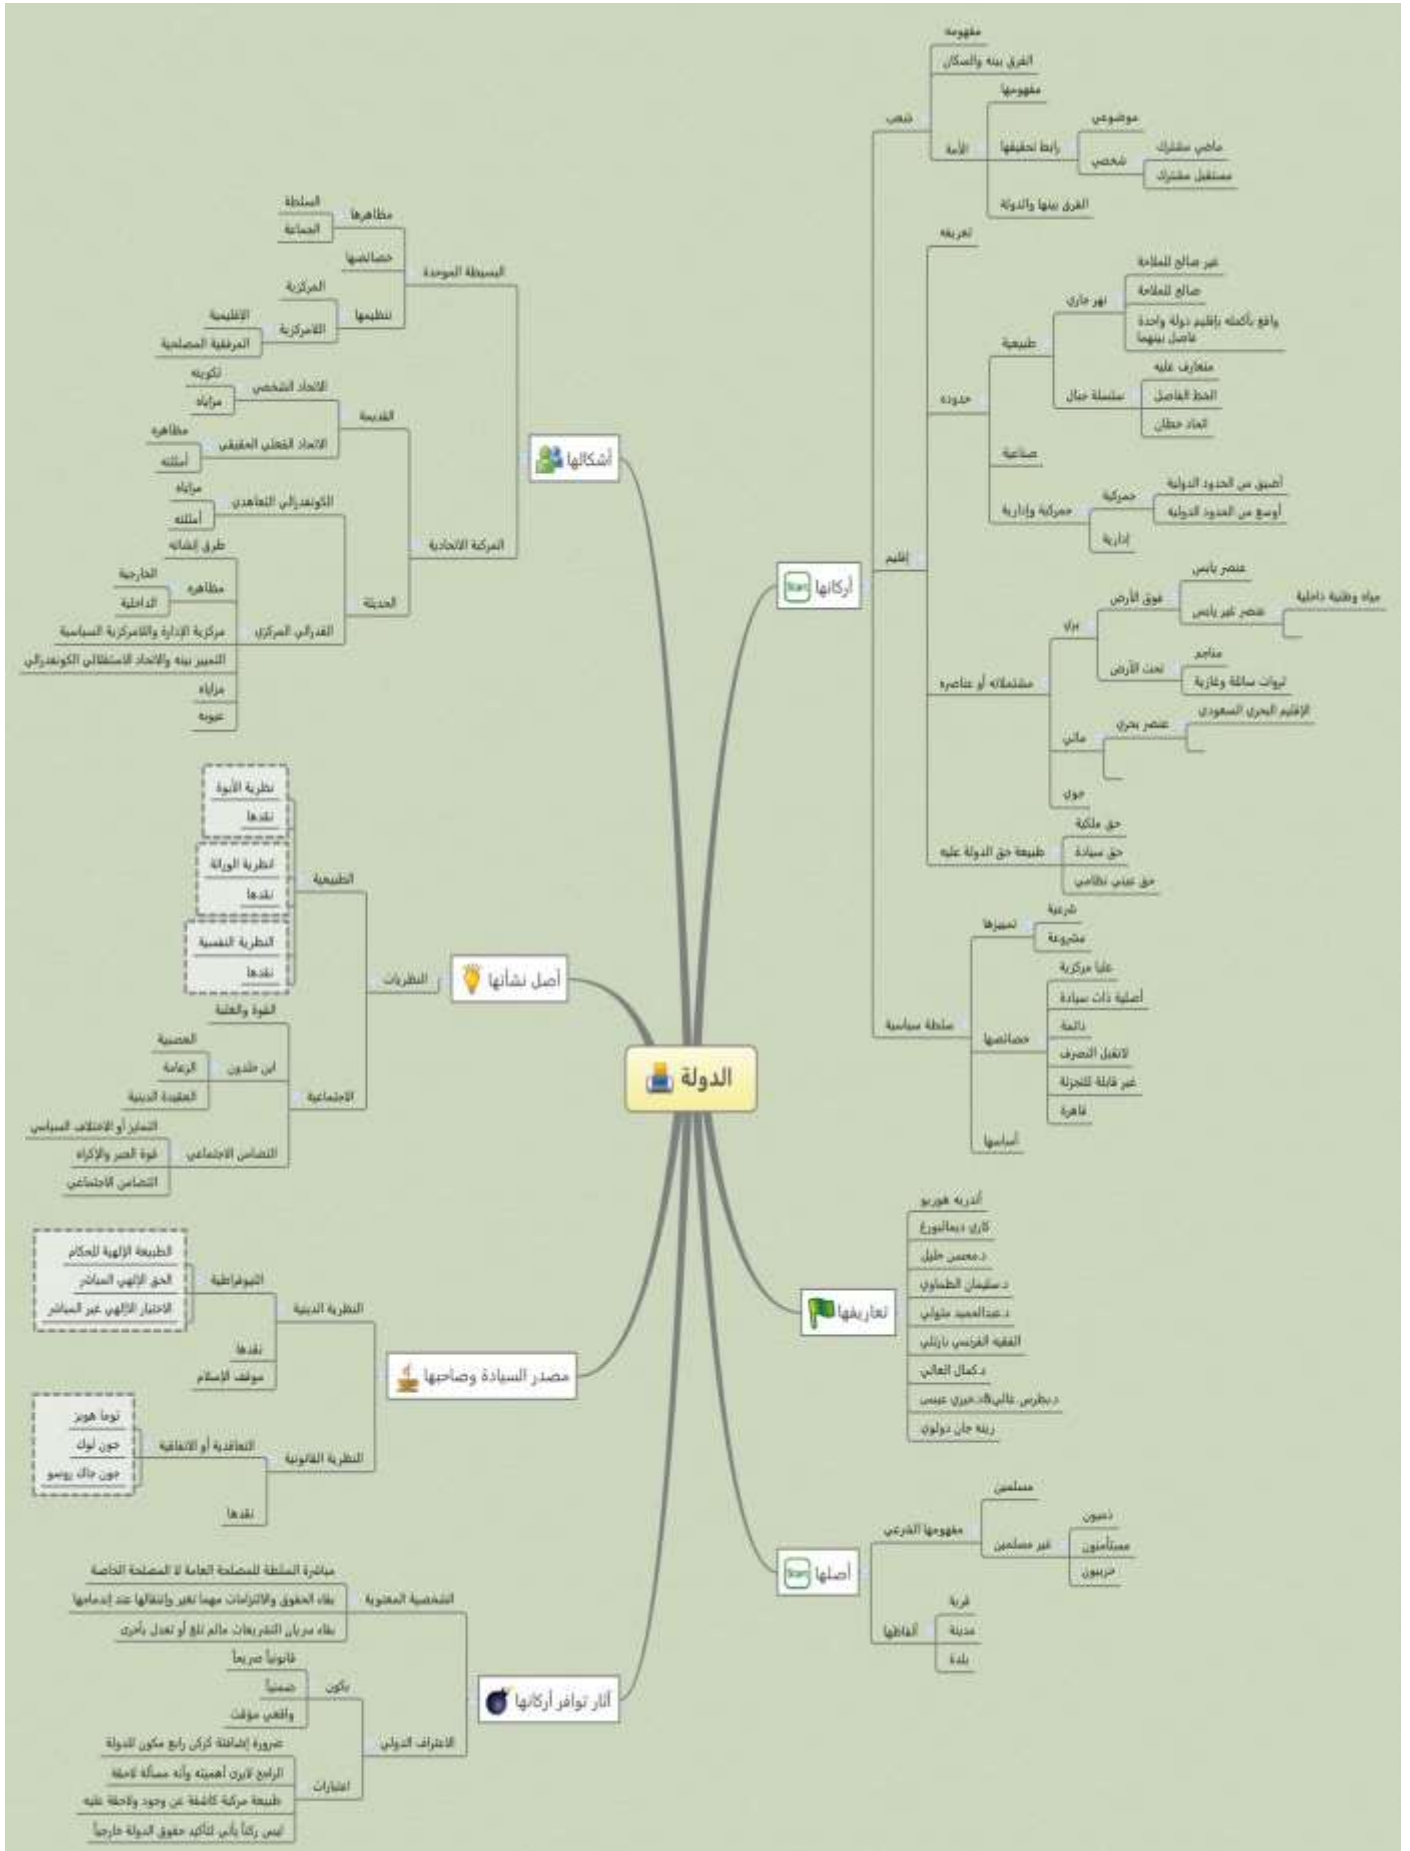 الدولة
أركانها
شعب
مفهومه
الفرق بينه والسكان
الأمة
مفهومها
رابط تحقيقها
موضوعي
شخصي
ماضي مشترك
مستقبل مشترك
الفرق بينها والدولة
إقليم
تعريفه
حدوده
طبيعية
نهر جاري
غير صالح للملاحة
صالح للملاحة
واقع بأكمله بإقليم دولة واحدة
فاصل بينهما
سلسلة جبال
متعارف عليه
الخط الفاصل
اتحاد خطان
صناعية
جمركية وإدارية
جمركية
أضيق من الحدود الدولية
أوسع من الحدود الدولية
إدارية
مشتملاته أو عناصره
بري
فوق الأرض
عنصر يابس
عنصر غير يابس
مياه وطنية داخلية
تحت الأرض
مناجم
ثروات سائلة وغازية
مائي
عنصر بحري
الإقليم البحري السعودي
جوي
طبيعة حق الدولة عليه
حق ملكية
حق سيادة
حق عيني نظامي
سلطة سياسية
تمييزها
شرعية
مشروعة
خصائصها
عليا مركزية
أصلية ذات سيادة
دائمة
لاتقبل التصرف
غير قابلة للتجزئة
قاهرة
أساسها
تعاريفها
أندريه هوريو
كاري ديمالبورغ
د.محسن خليل
د.سليمان الطماوي
د.عبدالحميد متولي
الفقيه الفرنسي بارتلي
د.كمال الغالي
د.بطرس غالي&د.خيري عيسى
رينه جان دولوي
أصلها
مفهومها الشرعي
مسلمين
غير مسلمين
ذميون
مستأمنون
حربيون
ألفاظها
قرية
مدينة
بلدة
أشكالها
البسيطة الموحدة
مظاهرها
السلطة
الجماعة
خصائصها
تنظيمها
المركزية
اللامركزية
الإقليمية
المرفقية المصلحية
المركبة الاتحادية
القديمة
الاتحاد الشخصي
تكوينه
مزاياه
الاتحاد الفعلي الحقيقي
مظاهره
أمثلته
الحديثة
الكونفدرالي التعاهدي
مزاياه
أمثلته
الفدرالي المركزي
طرق إنشائه
مظاهره
الخارجية
الداخلية
مركزية الإدارة واللامركزية السياسية
التمييز بينه والاتحاد الاستقلالي الكونفدرالي
مزاياه
عيوبه
أصل نشأتها
النظريات
الطبيعية
نظرية الأبوة
نقدها
انظرية الوراثة
نقدها
النظرية النفسية
نقدها
الاجتماعية
القوة والغلبة
ابن خلدون
العصبية
الزعامة
العقيدة الدينية
التضامن الاجتماعي
التمايز أو الاختلاف السياسي
قوة الجبر والإكراه
التضامن الاجتماعي
مصدر السيادة وصاحبها
النظرية الدينية
الثيوقراطية
الطبيعة الإلهية للحكام
الحق الإلهي المباشر
الاختيار الإلهي غير المباشر
نقدها
موقف الإسلام
النظرية القانونية
التعاقدية أو الاتفاقية
توما هوبز
جون لوك
جون جاك روسو
نقدها
آثار توافر أركانها
الشخصية المعنوية
مباشرة السلطة للمصلحة العامة لا المصلحة الخاصة
بقاء الحقوق والالتزامات مهما تغير وإنتقالها عند إندماجها
بقاء سريان التشريعات مالم تلغ أو تعدل بأخرى
الاعتراف الدولي
يكون
قانونياً صريحاً
ضمنياً
واقعي مؤقت
اعتبارات
ضرورة إضافتة كركن رابع مكون للدولة
الراجح لايرى أهميته وأنه مسألة لاحقة
طبيعة مركبة كاشفة عن وجود ولاحقة عليه
ليس ركناً يأتي لتأكيد حقوق الدولة خارجياً